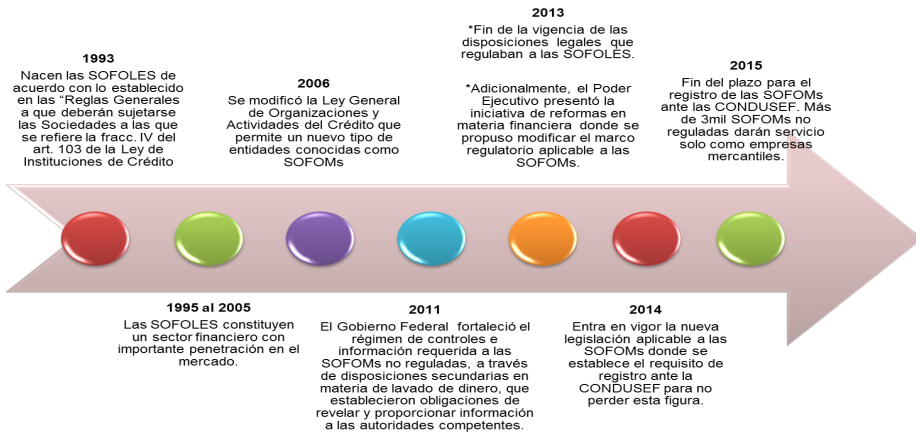 1993
Nacen las SOFOLES de
acuerdo con lo establecido
en las “Reglas Generales
a que deberán sujetarse
las Sociedades a las que
se refiere la fracc. IV del
art. 103 de la Ley de
Instituciones de Crédito
1995 al 2005
Las SOFOLES constituyen
un sector financiero con
importante penetración en el
mercado.
2006
Se modificó la Ley General
de Organizaciones y
Actividades del Crédito que
permite un nuevo tipo de
entidades conocidas como
SOFOMs
2011
El Gobierno Federal fortaleció el
régimen de controles e
información requerida a las
SOFOMs no reguladas, a través
de disposiciones secundarias en
materia de lavado de dinero, que
establecieron obligaciones de
revelar y proporcionar información
a las autoridades competentes.
2013
*Fin de la vigencia de las
disposiciones legales que
regulaban a las SOFOLES.
*Adicionalmente, el Poder
Ejecutivo presentó la
iniciativa de reformas en
materia financiera donde se
propuso modificar el marco
regulatorio aplicable a las
SOFOMs.
2014
Entra en vigor la nueva
legislación aplicable a las
SOFOMs donde se
establece el requisito de
registro ante la
CONDUSEF para no
perder esta figura.
2015
Fin del plazo para el
registro de las SOFOMs
ante las CONDUSEF. Más
de 3mil SOFOMs no
reguladas darán servicio
solo como empresas
mercantiles.